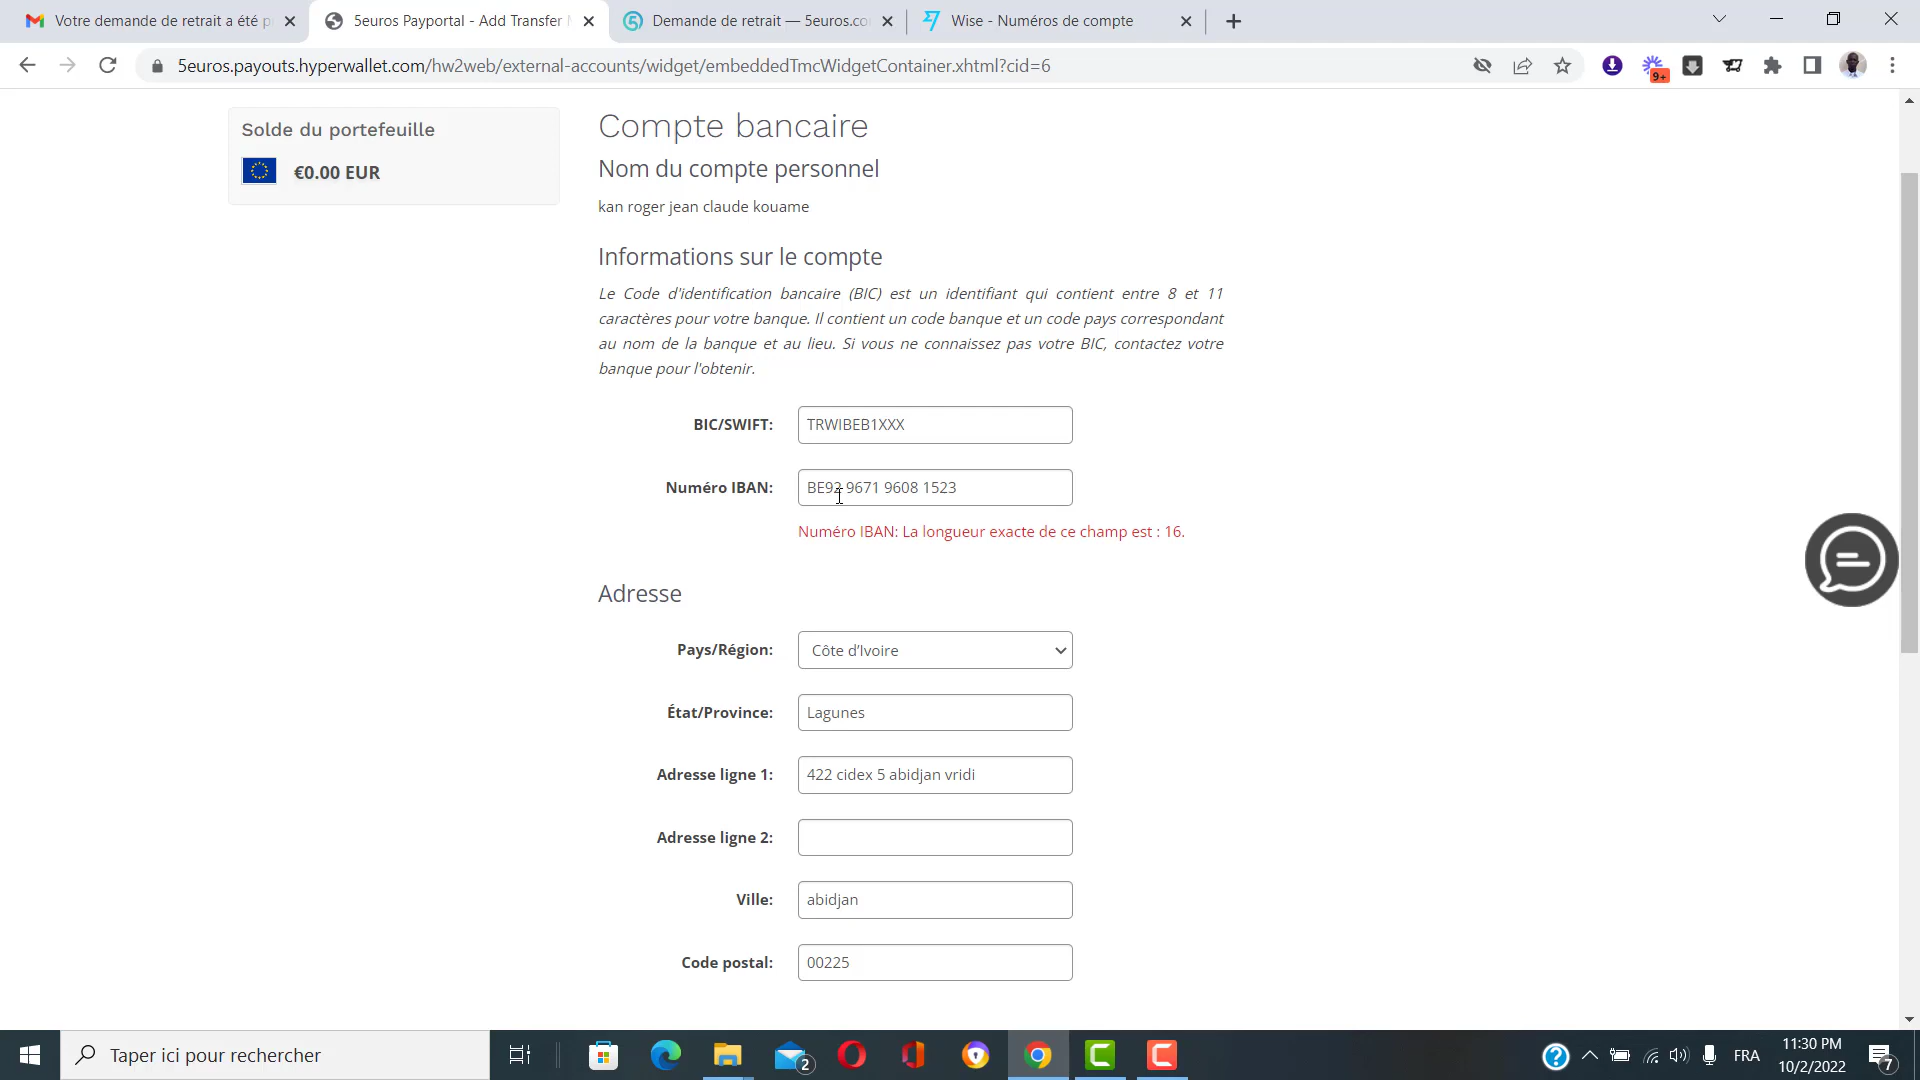 Votre demande de retrait a été p
5euros Payportal - Add Transfer
Demande de retrait — 5euros.co
Wise - Numéros de compte
5euros.payouts.hyperwallet.com/hw2web/external-accounts/widget/embeddedTmcWidgetContainer.xhtml?cid=6
9+
Solde du portefeuille
€0.00 EUR
Compte bancaire
Nom du compte personnel
kan roger jean claude kouame
Informations sur le compte
Le Code d'identification bancaire (BIC) est un identifiant qui contient entre 8 et 11
caractères pour votre banque. Il contient un code banque et un code pays correspondant
au nom de la banque et au lieu. Si vous ne connaissez pas votre BIC, contactez votre
banque pour l'obtenir.
BIC/SWIFT: TRWIBEB1XXX
Numéro IBAN: BE92 9671 9608 1523
Numéro IBAN: La longueur exacte de ce champ est : 16.
Adresse
Pays/Région: Côte d’Ivoire
État/Province: Lagunes
Adresse ligne 1: 422 cidex 5 abidjan vridi
Adresse ligne 2:
Ville: abidjan
Code postal: 00225
Taper ici pour rechercher
2
FRA
11:30 PM
10/2/2022
7